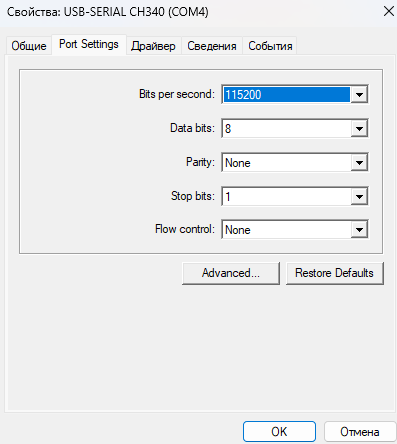 Свойства: USB-SERIAL CH340 (COM4)
Общие Port Settings Драйвер Сведения События
Bits per second: 115200
Data bits: 8
Parity: None
Stop bits: 1
Flow control: None
Advanced... Restore Defaults
OK Отмена